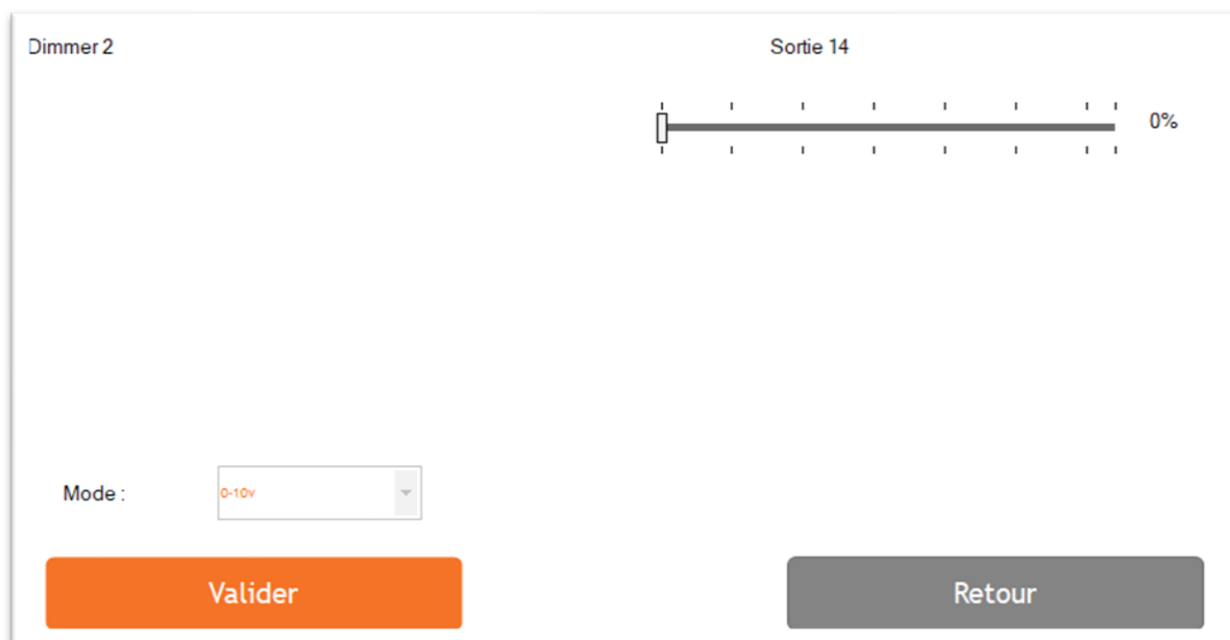 Dimmer 2
Sortie 14
0%
Mode :
0-10v
Valider
Retour